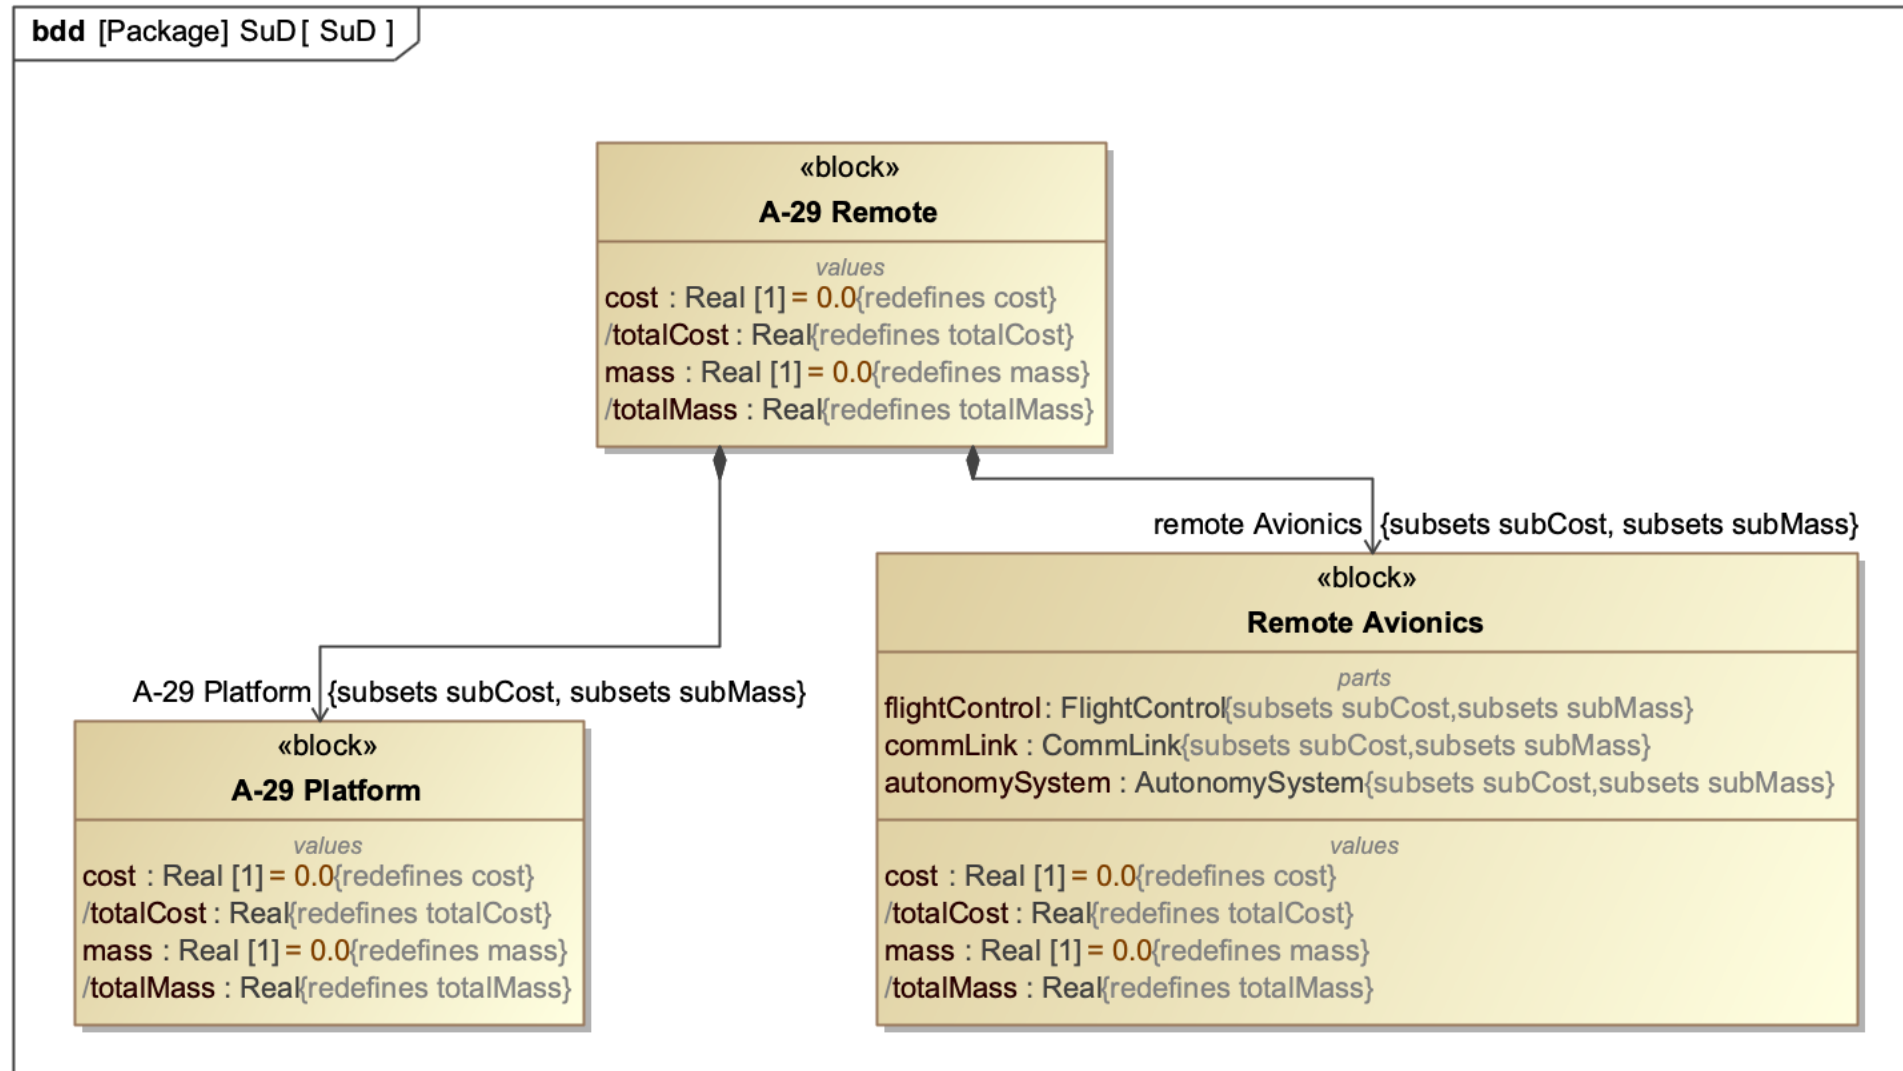 bdd [Package] SuD[ SuD ]
«block»
A-29 Remote
values
cost : Real [1] = 0.0{redefines cost}
/totalCost : Real{redefines totalCost}
mass : Real [1] = 0.0{redefines mass}
/totalMass : Real{redefines totalMass}
remote Avionics {subsets subCost, subsets subMass}
«block»
Remote Avionics
parts
flightControl : FlightControl{subsets subCost,subsets subMass}
commLink : CommLink{subsets subCost,subsets subMass}
autonomySystem : AutonomySystem{subsets subCost,subsets subMass}
values
cost : Real [1] = 0.0{redefines cost}
/totalCost : Real{redefines totalCost}
mass : Real [1] = 0.0{redefines mass}
/totalMass : Real{redefines totalMass}
A-29 Platform {subsets subCost, subsets subMass}
«block»
A-29 Platform
values
cost : Real [1] = 0.0{redefines cost}
/totalCost : Real{redefines totalCost}
mass : Real [1] = 0.0{redefines mass}
/totalMass : Real{redefines totalMass}